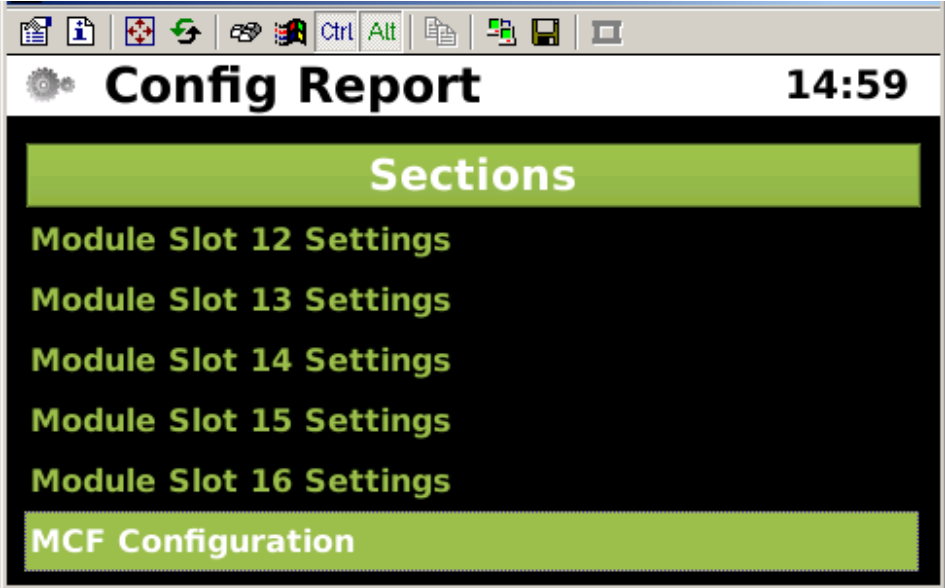 Ctrl Alt
Config Report 14:59
Sections
Module Slot 12 Settings
Module Slot 13 Settings
Module Slot 14 Settings
Module Slot 15 Settings
Module Slot 16 Settings
MCF Configuration